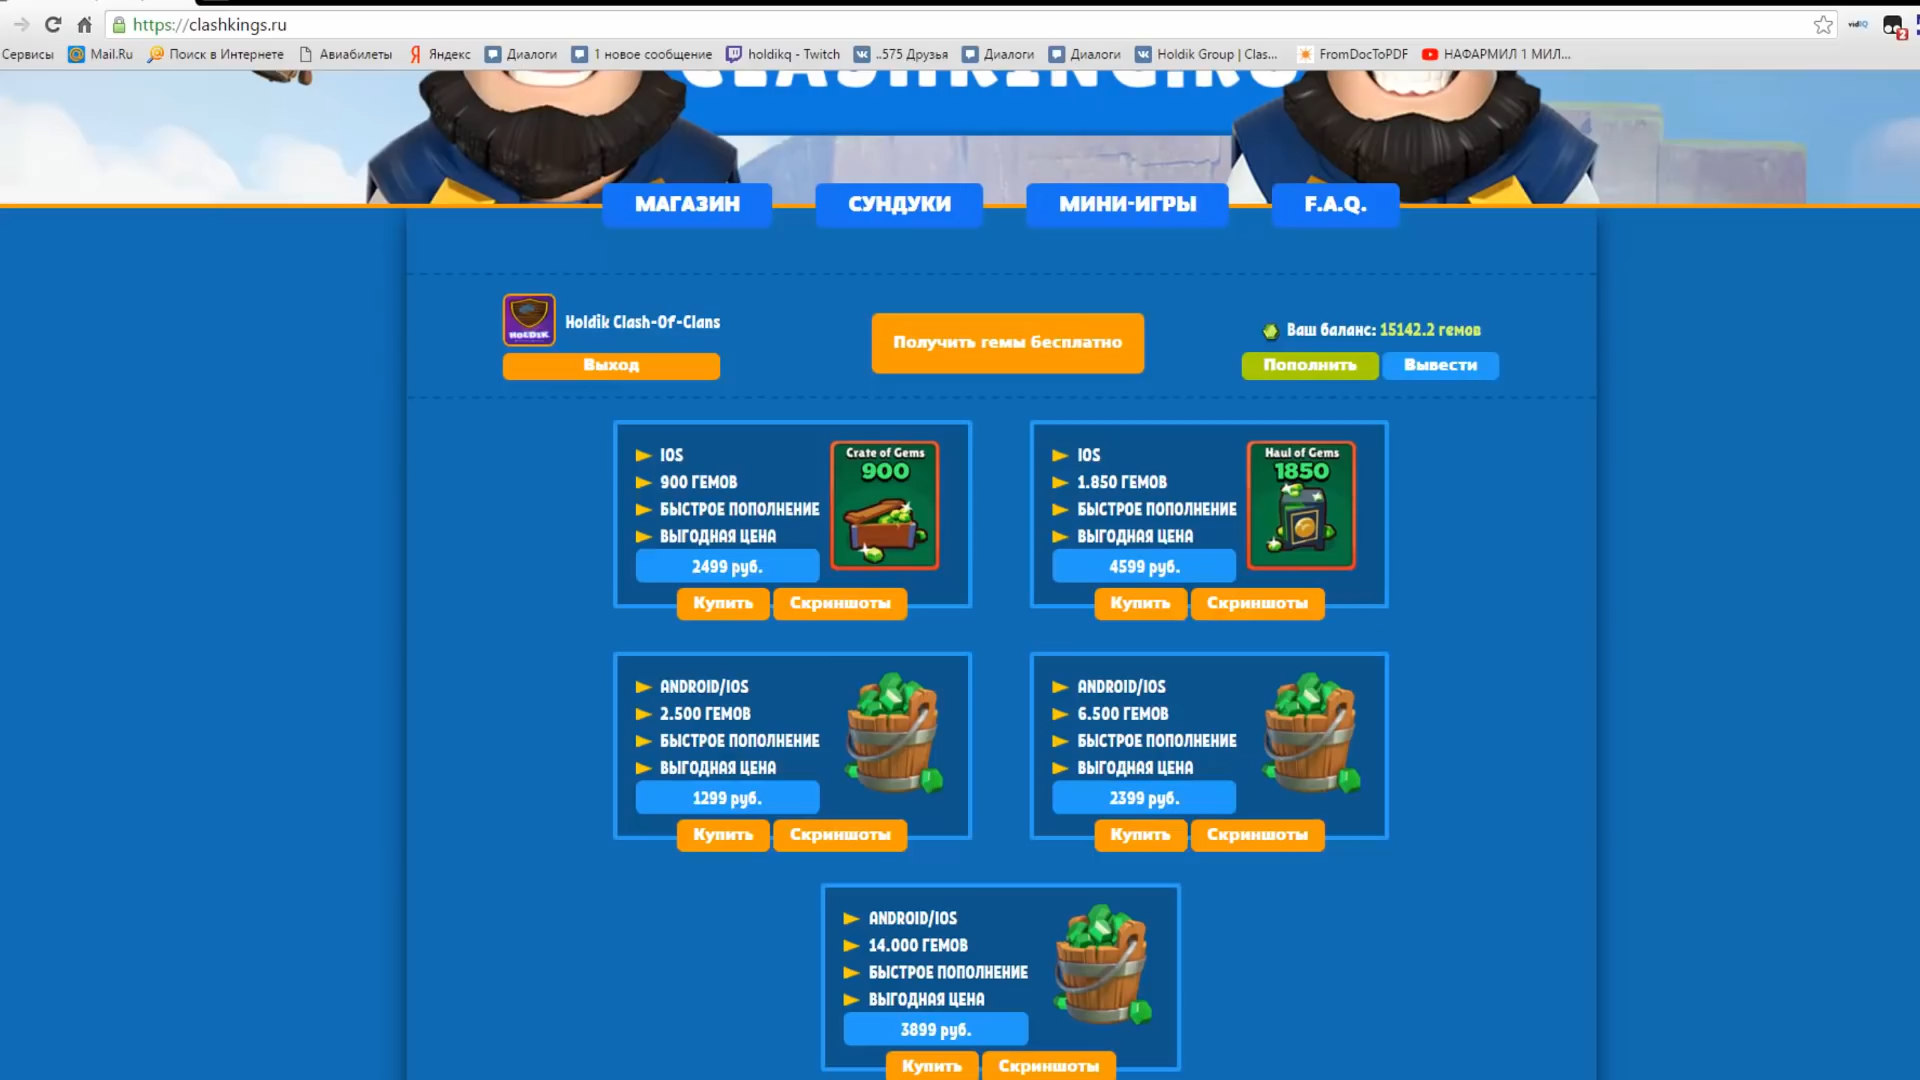 https://clashkings.ru
vidIQ
2
Сервисы
Mail.Ru
Поиск в Интернете
Авиабилеты
Яндекс
Диалоги
1 новое сообщение
holdikq - Twitch
..575 Друзья
Диалоги
Диалоги
Holdik Group | Clas...
FromDocToPDF
НАФАРМИЛ 1 МИЛ...
CLASHKING.RU
МАГАЗИН
СУНДУКИ
МИНИ-ИГРЫ
F.A.Q.
HOLDIK
Holdik Clash-Of-Clans
Выход
Получить гемы бесплатно
Ваш баланс: 15142.2 гемов
Пополнить
Вывести
IOS
900 ГЕМОВ
БЫСТРОЕ ПОПОЛНЕНИЕ
ВЫГОДНАЯ ЦЕНА
2499 руб.
Купить
Скриншоты
Crate of Gems
900
IOS
1.850 ГЕМОВ
БЫСТРОЕ ПОПОЛНЕНИЕ
ВЫГОДНАЯ ЦЕНА
4599 руб.
Купить
Скриншоты
Haul of Gems
1850
ANDROID/IOS
2.500 ГЕМОВ
БЫСТРОЕ ПОПОЛНЕНИЕ
ВЫГОДНАЯ ЦЕНА
1299 руб.
Купить
Скриншоты
ANDROID/IOS
6.500 ГЕМОВ
БЫСТРОЕ ПОПОЛНЕНИЕ
ВЫГОДНАЯ ЦЕНА
2399 руб.
Купить
Скриншоты
ANDROID/IOS
14.000 ГЕМОВ
БЫСТРОЕ ПОПОЛНЕНИЕ
ВЫГОДНАЯ ЦЕНА
3899 руб.
Купить
Скриншоты